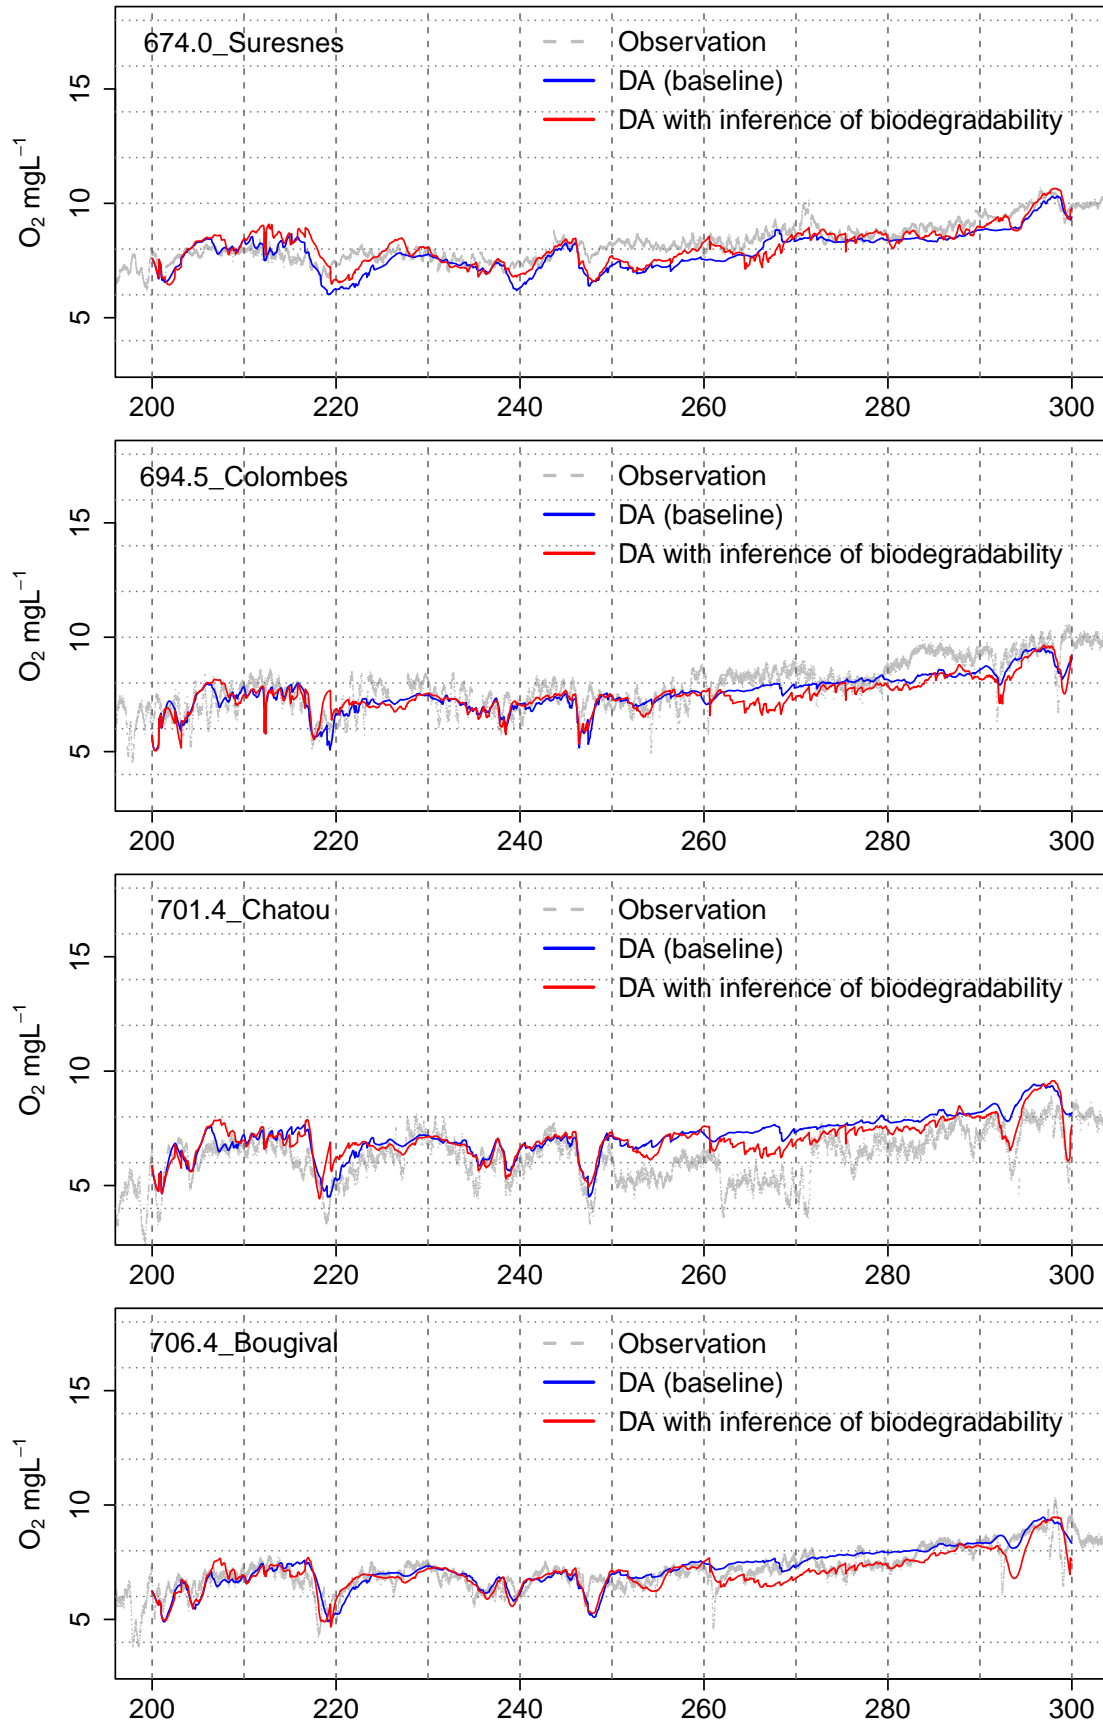 674.0_Suresnes
Observation
DA (baseline)
DA with inference of biodegradability
O₂ mgL⁻¹
15
10
5
200 220 240 260 280 300
694.5_Colombes
Observation
DA (baseline)
DA with inference of biodegradability
O₂ mgL⁻¹
15
10
5
200 220 240 260 280 300
701.4_Chatou
Observation
DA (baseline)
DA with inference of biodegradability
O₂ mgL⁻¹
15
10
5
200 220 240 260 280 300
706.4_Bougival
Observation
DA (baseline)
DA with inference of biodegradability
O₂ mgL⁻¹
15
10
5
200 220 240 260 280 300